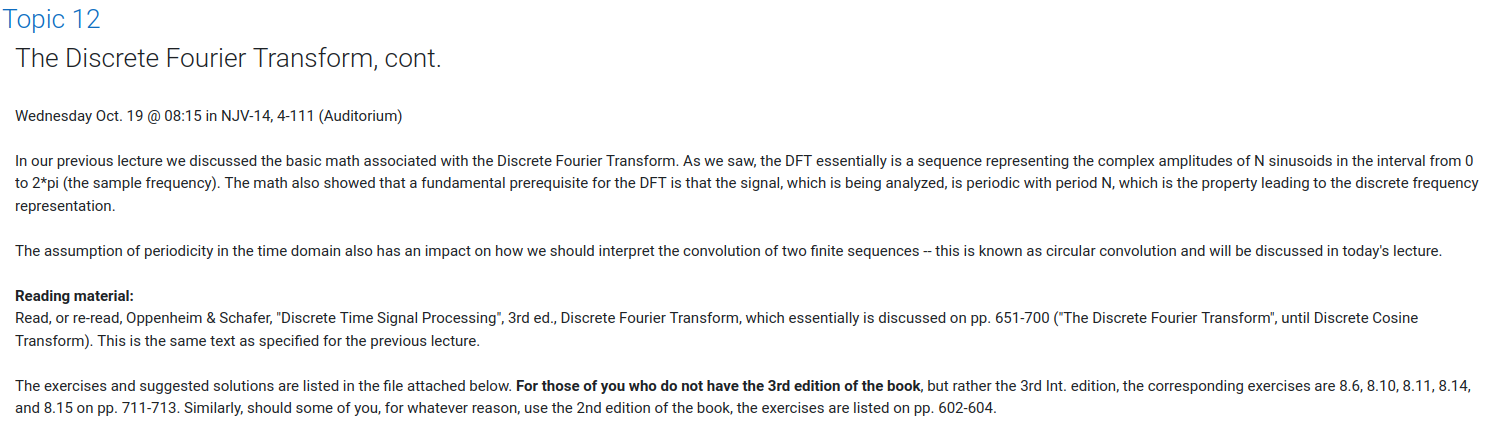 Topic 12
The Discrete Fourier Transform, cont.
Wednesday Oct. 19 @ 08:15 in NJV-14, 4-111 (Auditorium)
In our previous lecture we discussed the basic math associated with the Discrete Fourier Transform. As we saw, the DFT essentially is a sequence representing the complex amplitudes of N sinusoids in the interval from 0
to 2*pi (the sample frequency). The math also showed that a fundamental prerequisite for the DFT is that the signal, which is being analyzed, is periodic with period N, which is the property leading to the discrete frequency
representation.
The assumption of periodicity in the time domain also has an impact on how we should interpret the convolution of two finite sequences -- this is known as circular convolution and will be discussed in today's lecture.
Reading material:
Read, or re-read, Oppenheim & Schafer, "Discrete Time Signal Processing", 3rd ed., Discrete Fourier Transform, which essentially is discussed on pp. 651-700 ("The Discrete Fourier Transform", until Discrete Cosine
Transform). This is the same text as specified for the previous lecture.
The exercises and suggested solutions are listed in the file attached below. For those of you who do not have the 3rd edition of the book, but rather the 3rd Int. edition, the corresponding exercises are 8.6, 8.10, 8.11, 8.14,
and 8.15 on pp. 711-713. Similarly, should some of you, for whatever reason, use the 2nd edition of the book, the exercises are listed on pp. 602-604.